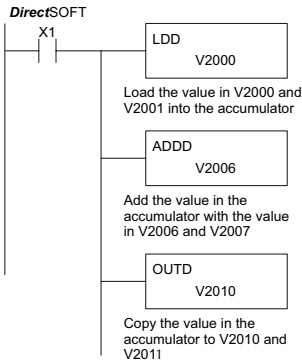 DirectSOFT
X1
LDD
V2000
Load the value in V2000 and
V2001 into the accumulator
ADDD
V2006
Add the value in the
accumulator with the value
in V2006 and V2007
OUTD
V2010
Copy the value in the
accumulator to V2010 and
V2011